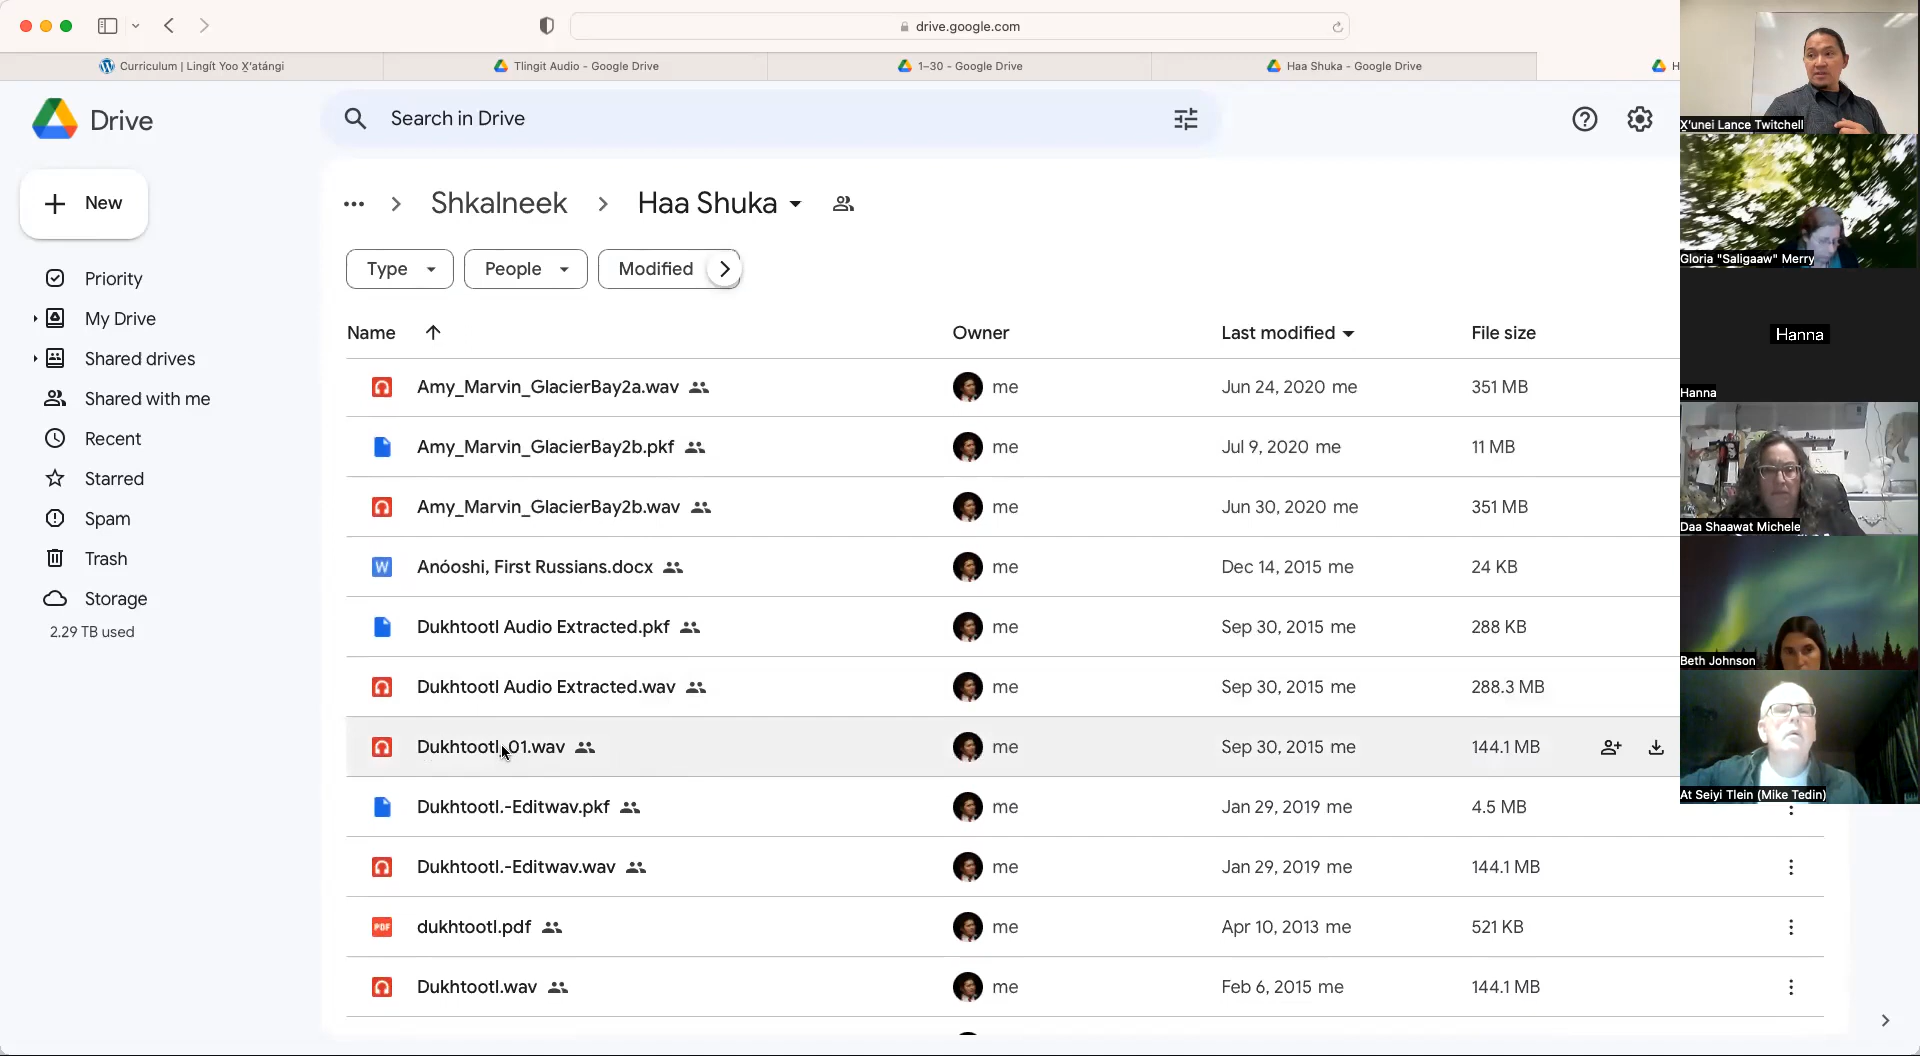 drive.google.com
Curriculum | Lingít Yoo X̱ʼatángi
Tlingit Audio - Google Drive
1–30 - Google Drive
Haa Shuka - Google Drive
H
Drive
Search in Drive
New
Priority
My Drive
Shared drives
Shared with me
Recent
Starred
Spam
Trash
Storage
2.29 TB used
... > Shkalneek > Haa Shuka
Type
People
Modified
Name Owner Last modified File size
Amy_Marvin_GlacierBay2a.wav me Jun 24, 2020 me 351 MB
Amy_Marvin_GlacierBay2b.pkf me Jul 9, 2020 me 11 MB
Amy_Marvin_GlacierBay2b.wav me Jun 30, 2020 me 351 MB
Anóoshi, First Russians.docx me Dec 14, 2015 me 24 KB
Dukhtootl Audio Extracted.pkf me Sep 30, 2015 me 288 KB
Dukhtootl Audio Extracted.wav me Sep 30, 2015 me 288.3 MB
Dukhtootl_01.wav me Sep 30, 2015 me 144.1 MB
Dukhtootl.-Editwav.pkf me Jan 29, 2019 me 4.5 MB
Dukhtootl.-Editwav.wav me Jan 29, 2019 me 144.1 MB
PDF dukhtootl.pdf me Apr 10, 2013 me 521 KB
Dukhtootl.wav me Feb 6, 2015 me 144.1 MB
X̱ʼunei Lance Twitchell
Gloria "Saligaaw" Merry
Hanna
Hanna
Daa Shaawat Michele
Beth Johnson
At Seiyi Tlein (Mike Tedin)